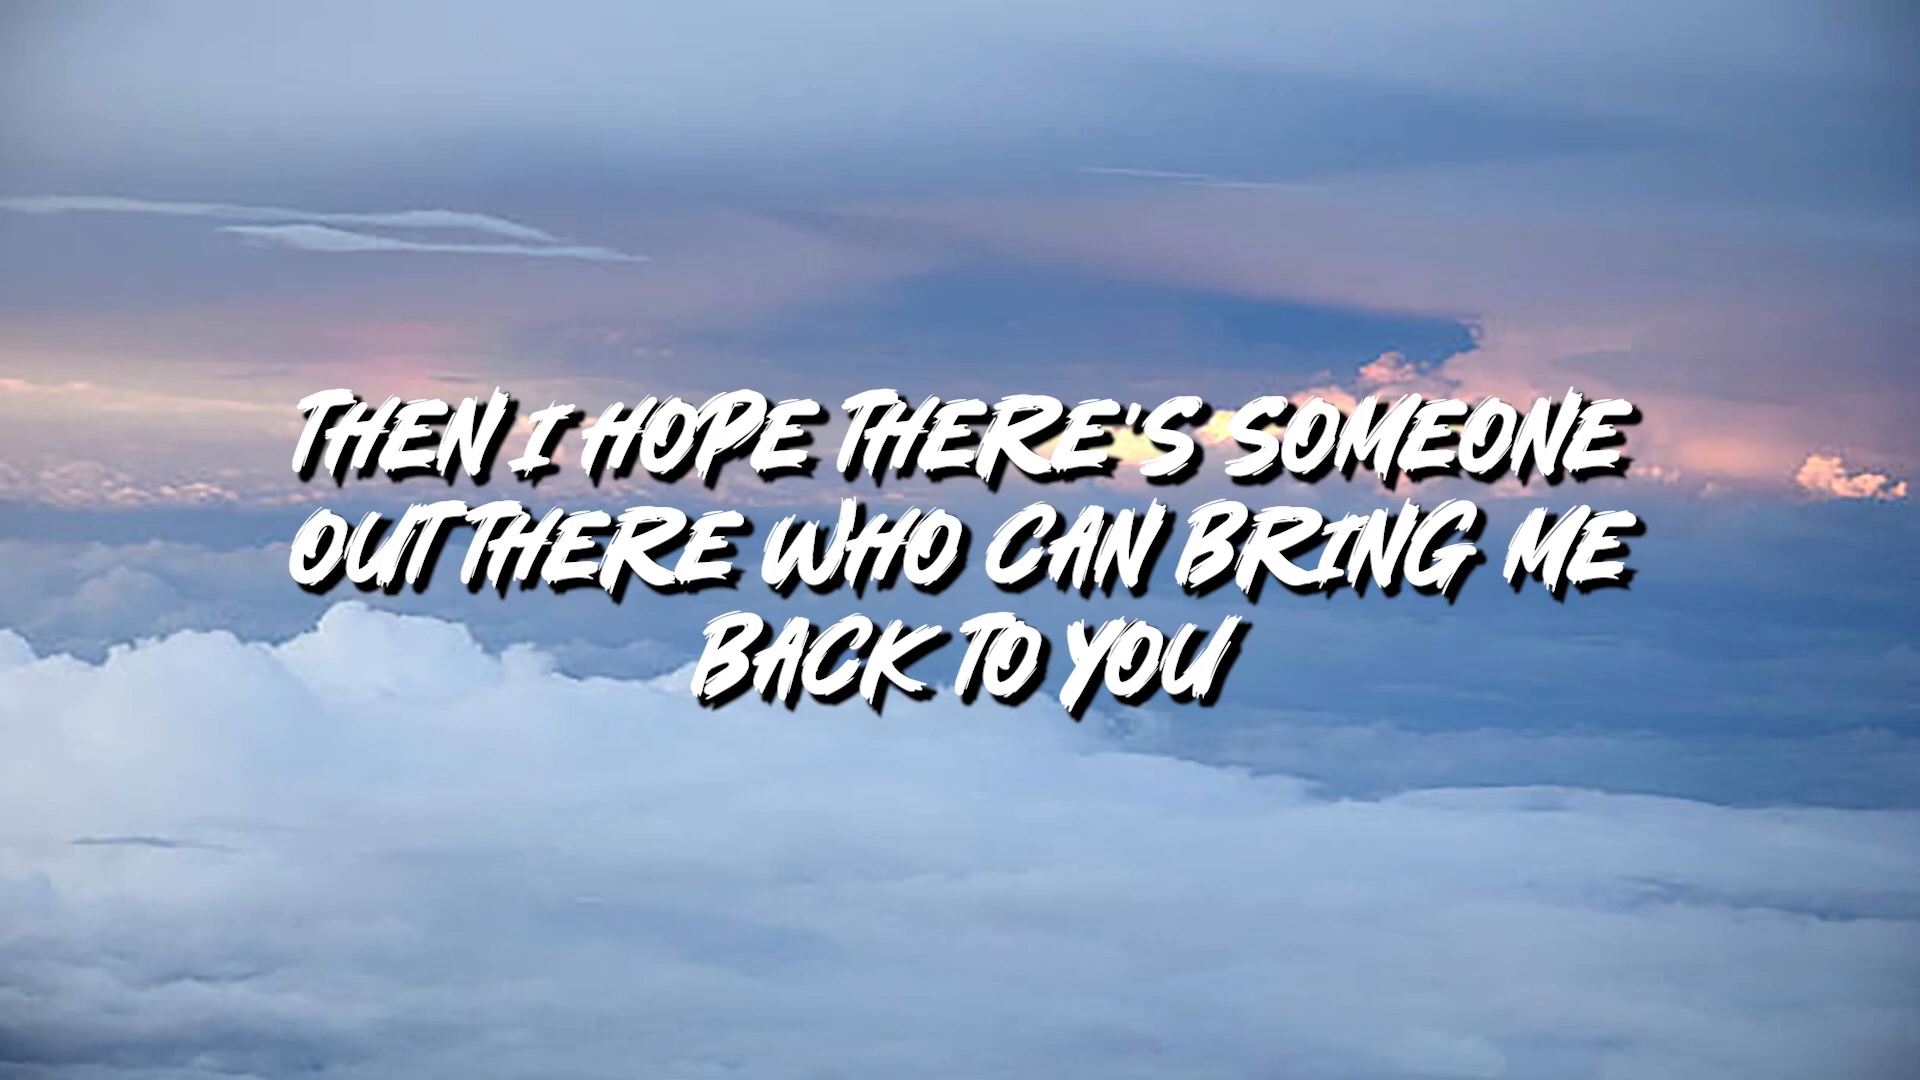 THEN I HOPE THERE'S SOMEONE
OUT THERE WHO CAN BRING ME
BACK TO YOU